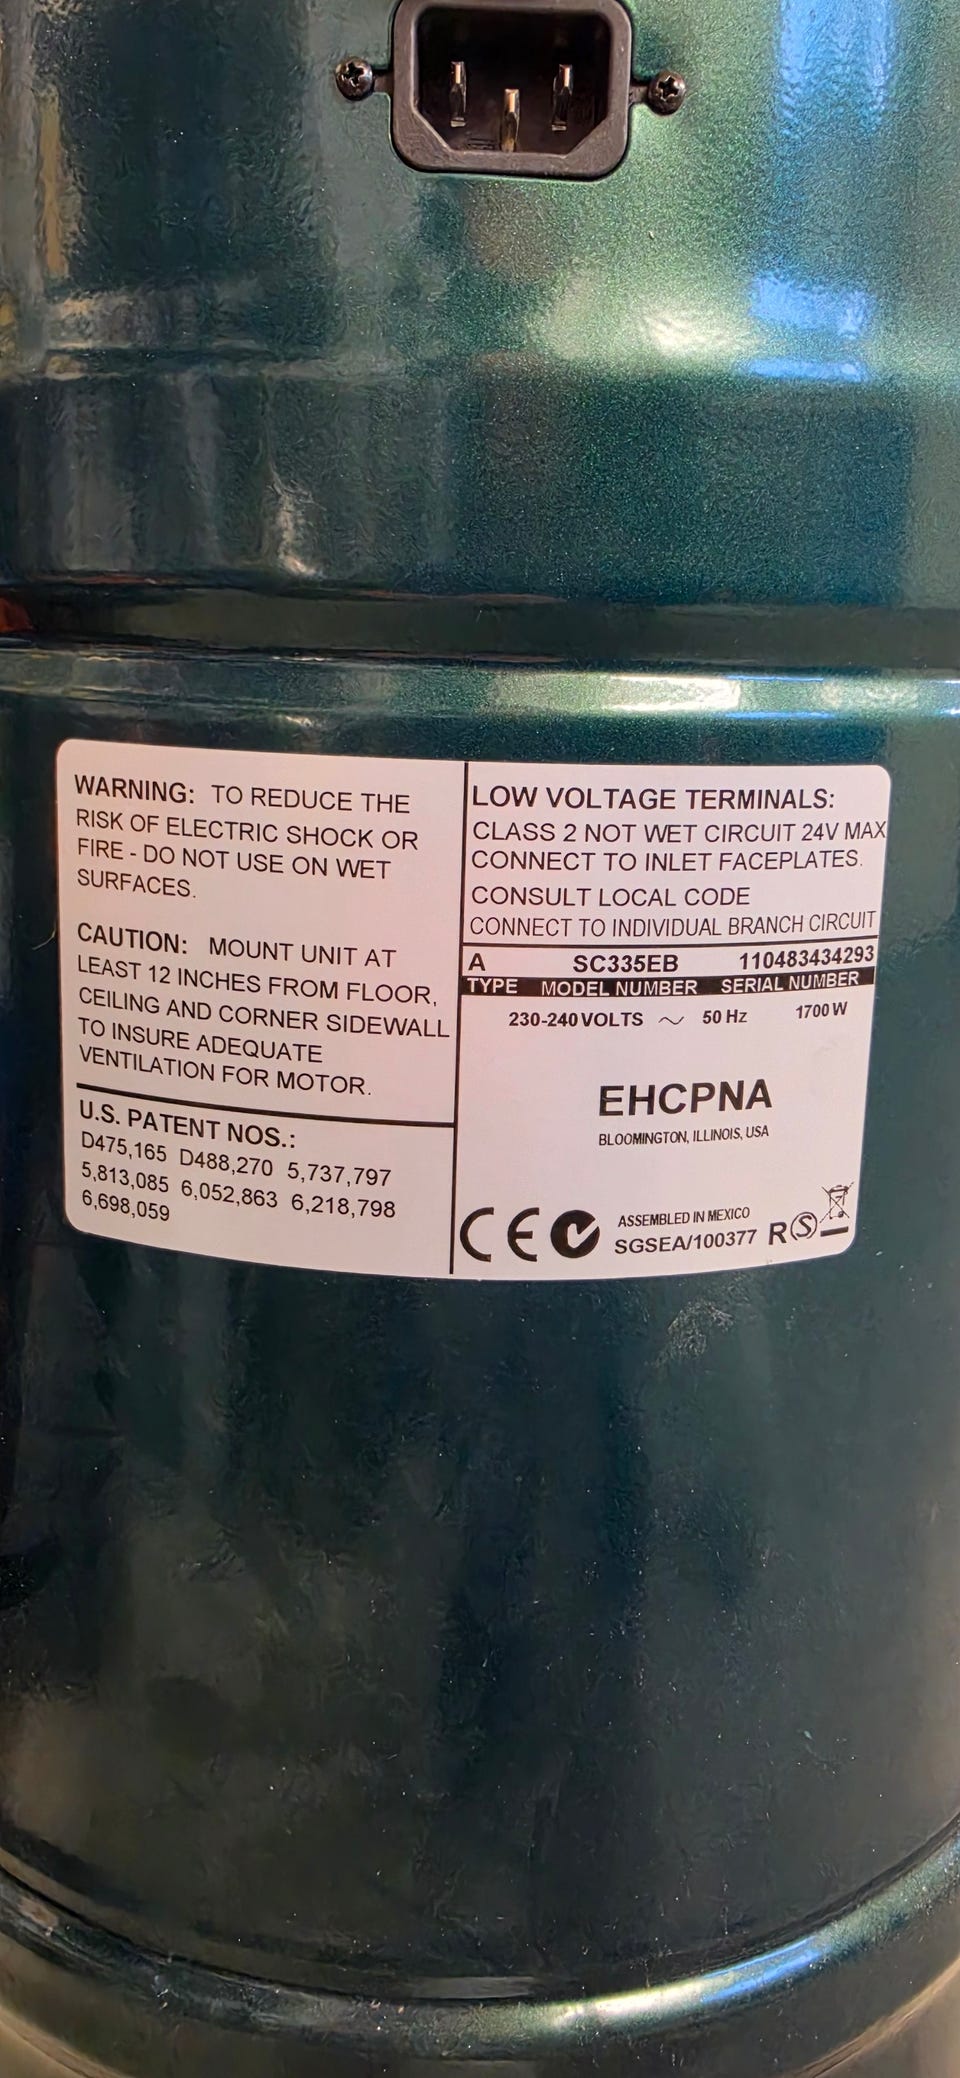 WARNING: TO REDUCE THE
RISK OF ELECTRIC SHOCK OR
FIRE - DO NOT USE ON WET
SURFACES.
CAUTION: MOUNT UNIT AT
LEAST 12 INCHES FROM FLOOR,
CEILING AND CORNER SIDEWALL
TO INSURE ADEQUATE
VENTILATION FOR MOTOR.
U.S. PATENT NOS.:
D475,165 D488,270 5,737,797
5,813,085 6,052,863 6,218,798
6,698,059
LOW VOLTAGE TERMINALS:
CLASS 2 NOT WET CIRCUIT 24V MAX
CONNECT TO INLET FACEPLATES.
CONSULT LOCAL CODE
CONNECT TO INDIVIDUAL BRANCH CIRCUIT
A SC335EB 110483434293
TYPE MODEL NUMBER SERIAL NUMBER
230-240 VOLTS ~ 50 Hz 1700 W
EHCPNA
BLOOMINGTON, ILLINOIS, USA
CE
ASSEMBLED IN MEXICO
SGSEA/100377 R S